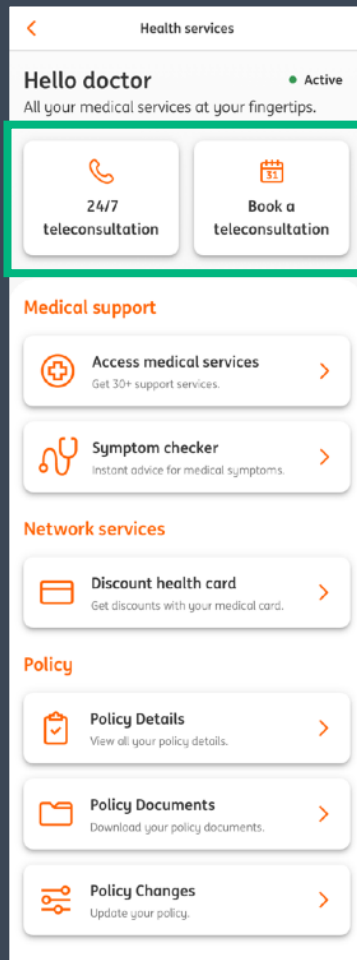 Health services
Hello doctor
Active
All your medical services at your fingertips.
24/7
teleconsultation
31
Book a
teleconsultation
Medical support
Access medical services
Get 30+ support services.
Symptom checker
Instant advice for medical symptoms.
Network services
Discount health card
Get discounts with your medical card.
Policy
Policy Details
View all your policy details.
Policy Documents
Download your policy documents.
Policy Changes
Update your policy.